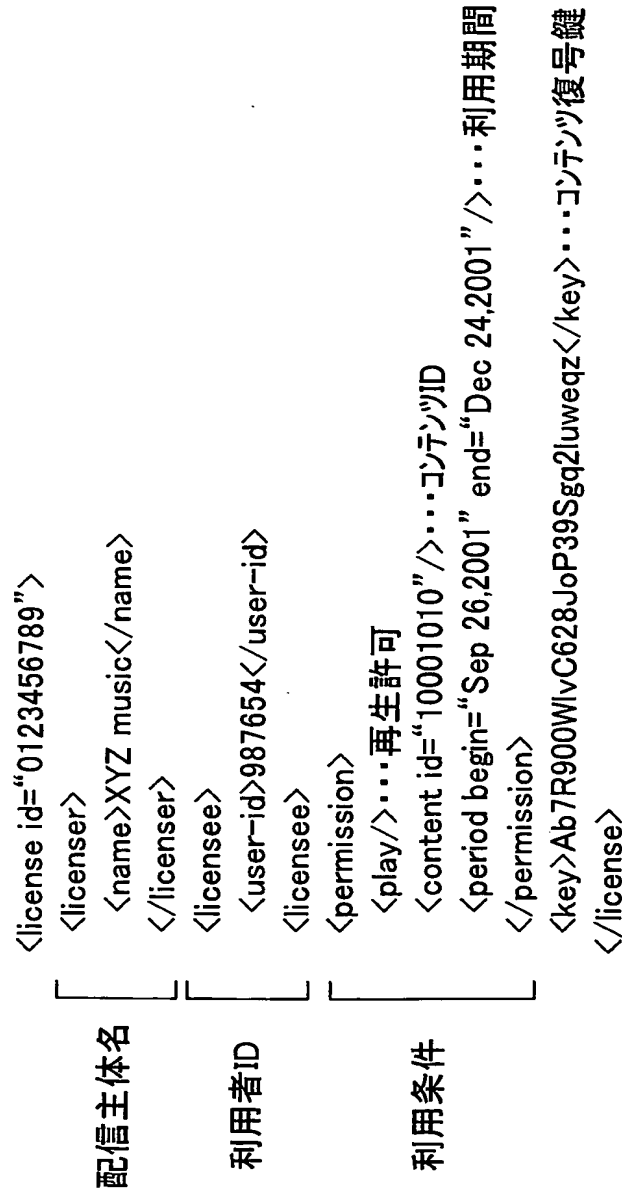 <license id=“0123456789”>
<licenser>
配信主体名 <name>XYZ music</name>
</licenser>
<licensee>
利用者ID <user-id>987654</user-id>
<licensee>
<permission>
<play/>・・・再生許可
利用条件 <content id=“10001010”/>・・・コンテンツID
<period begin=“Sep 26,2001” end=“Dec 24,2001”/>・・・利用期間
</permission>
<key>Ab7R900WIvC628JoP39Sgq2luweqz</key>・・・コンテンツ復号鍵
</license>